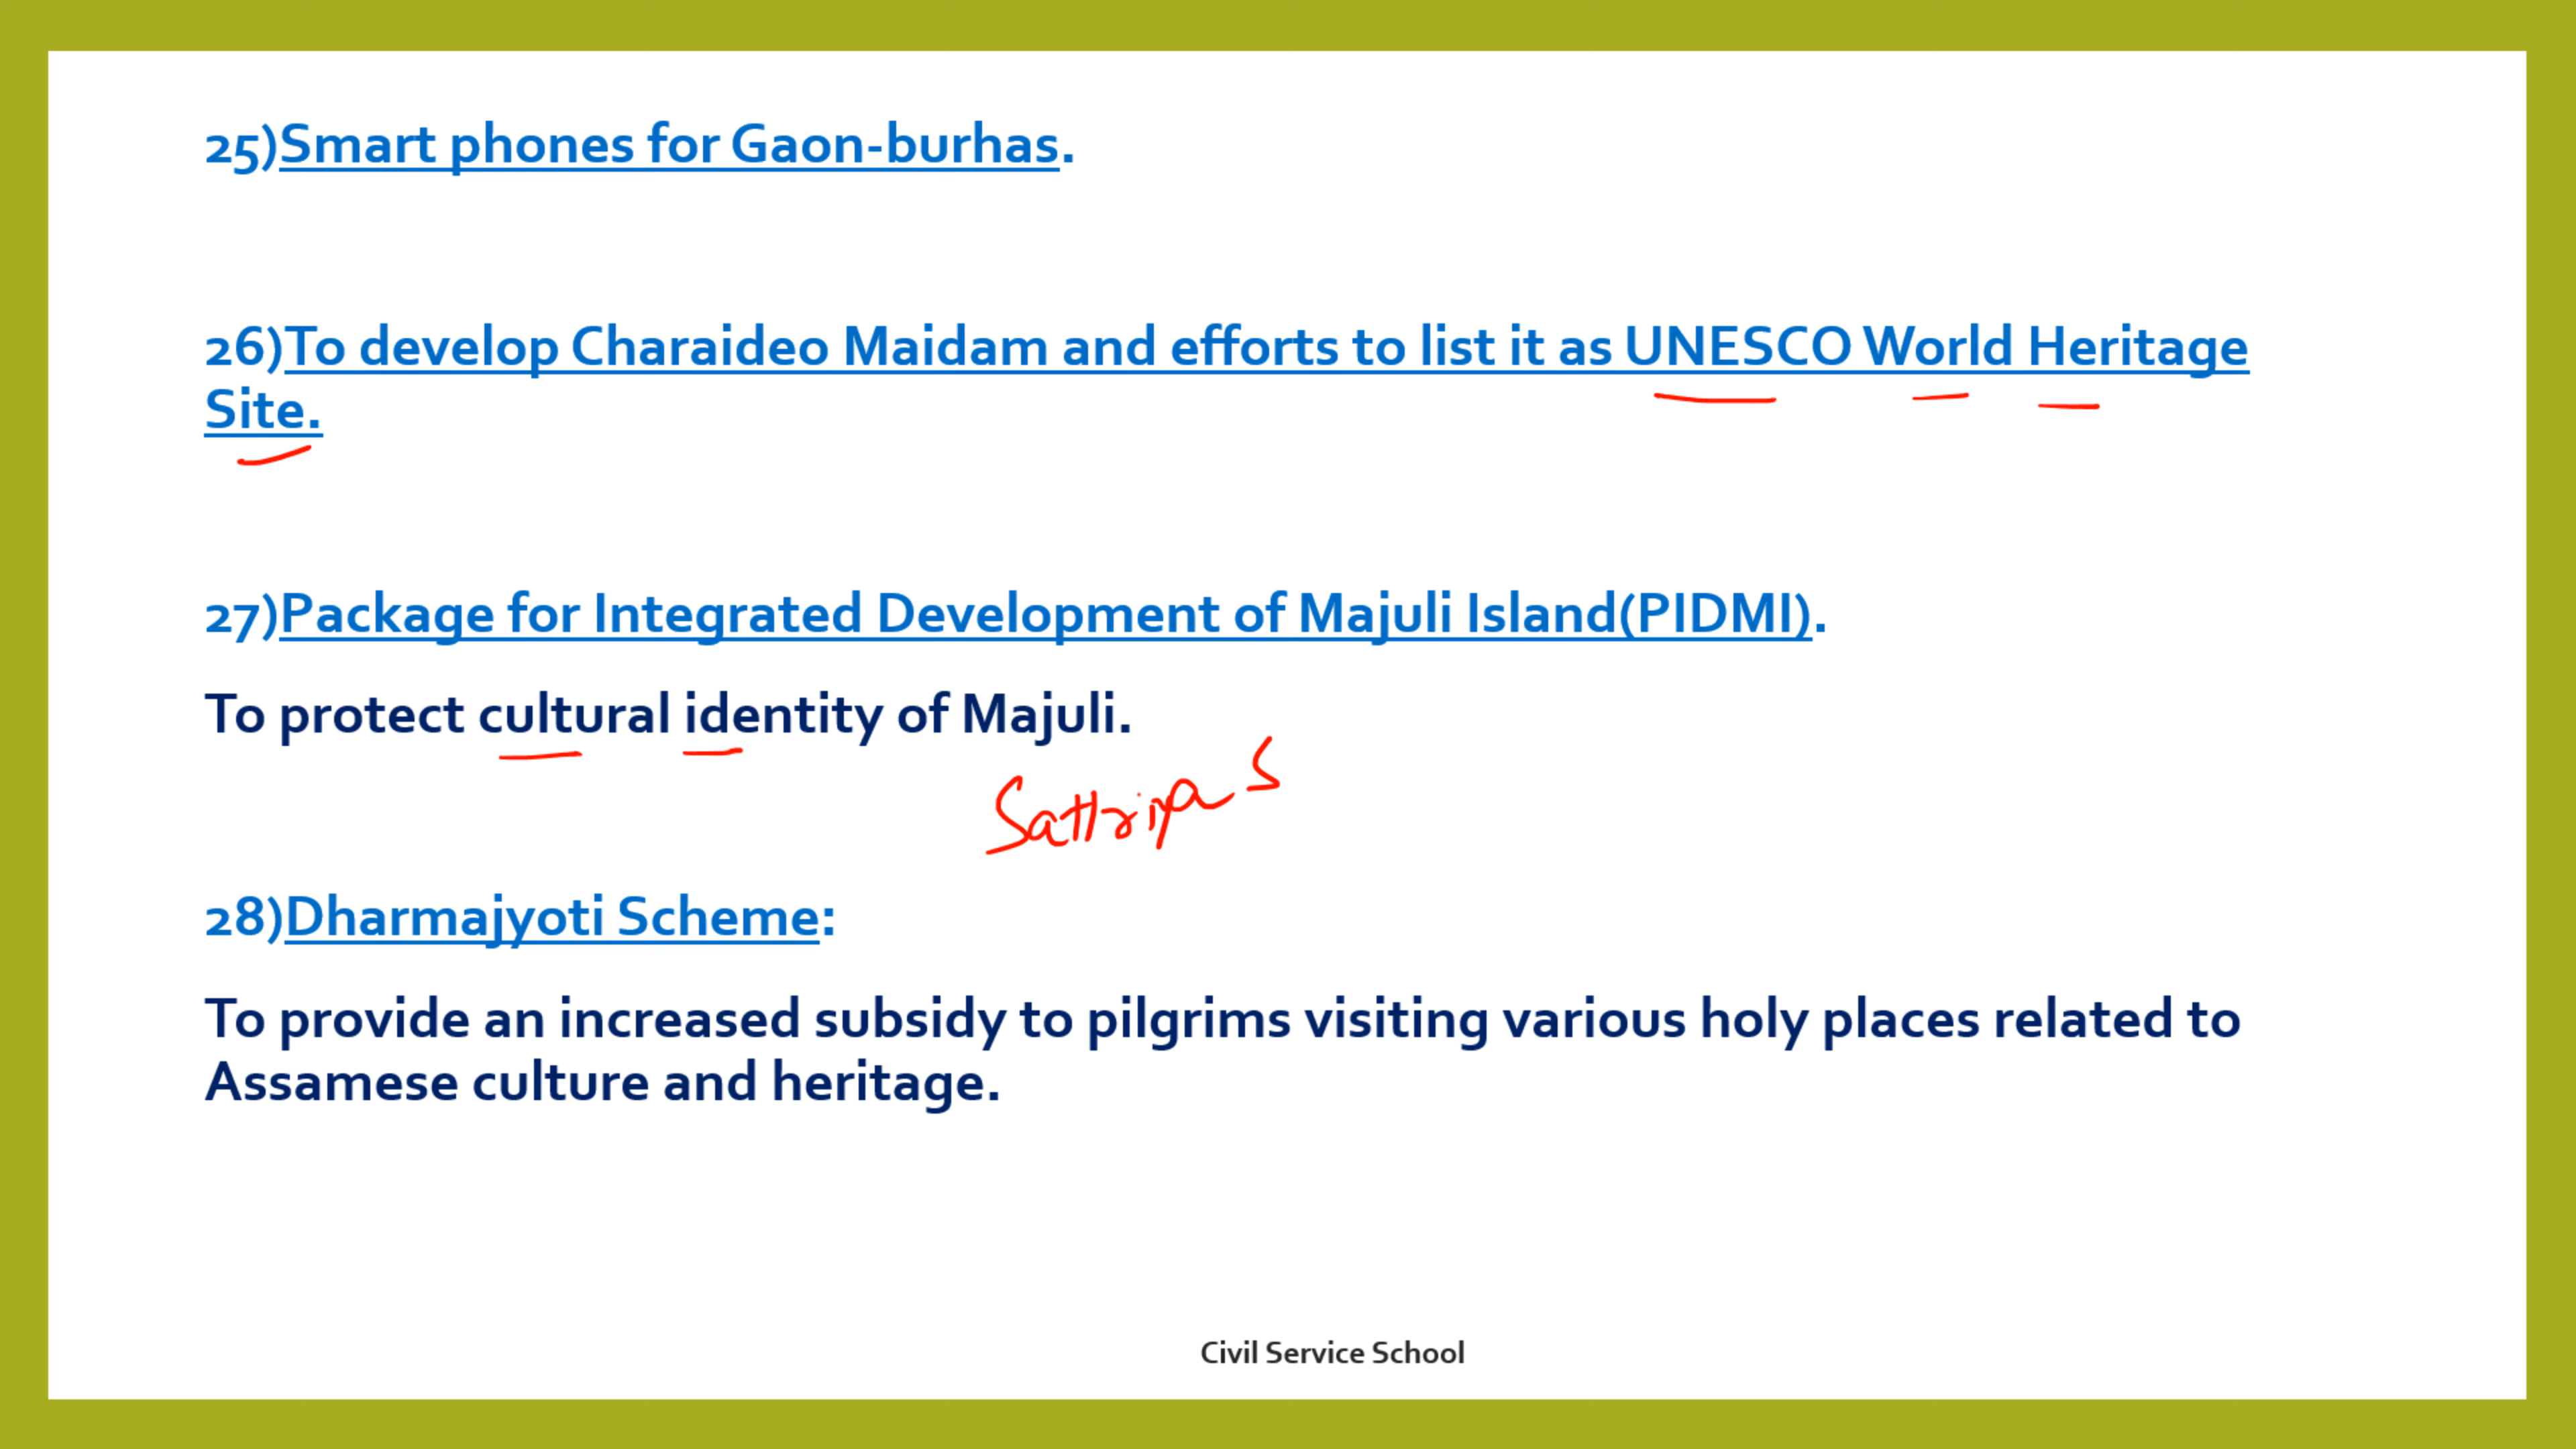 25)Smart phones for Gaon-burhas.
26)To develop Charaideo Maidam and efforts to list it as UNESCO World Heritage
Site.
27)Package for Integrated Development of Majuli Island(PIDMI).
To protect cultural identity of Majuli.
Sattriya S
28)Dharmajyoti Scheme:
To provide an increased subsidy to pilgrims visiting various holy places related to
Assamese culture and heritage.
Civil Service School